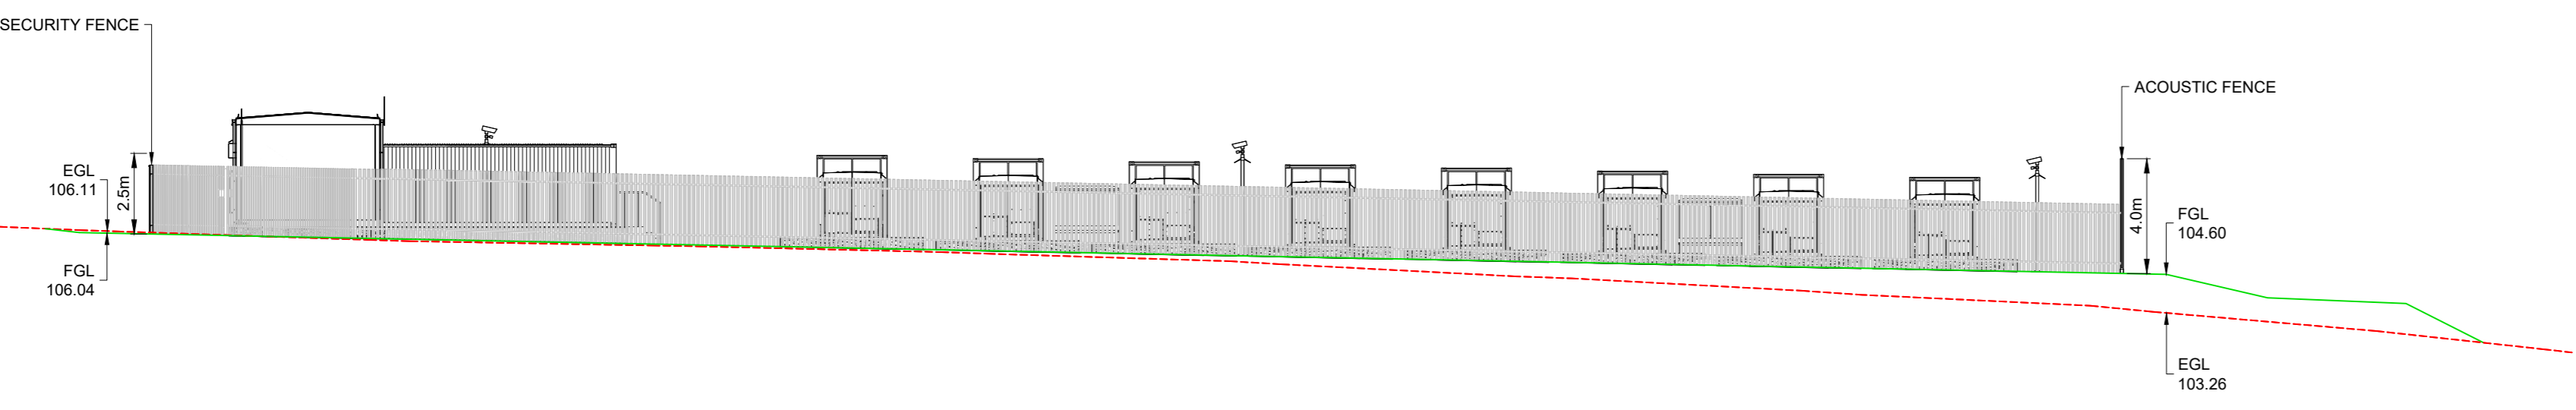 SECURITY FENCE
ACOUSTIC FENCE
EGL
106.11
2.5m
FGL
106.04
4.0m
FGL
104.60
EGL
103.26